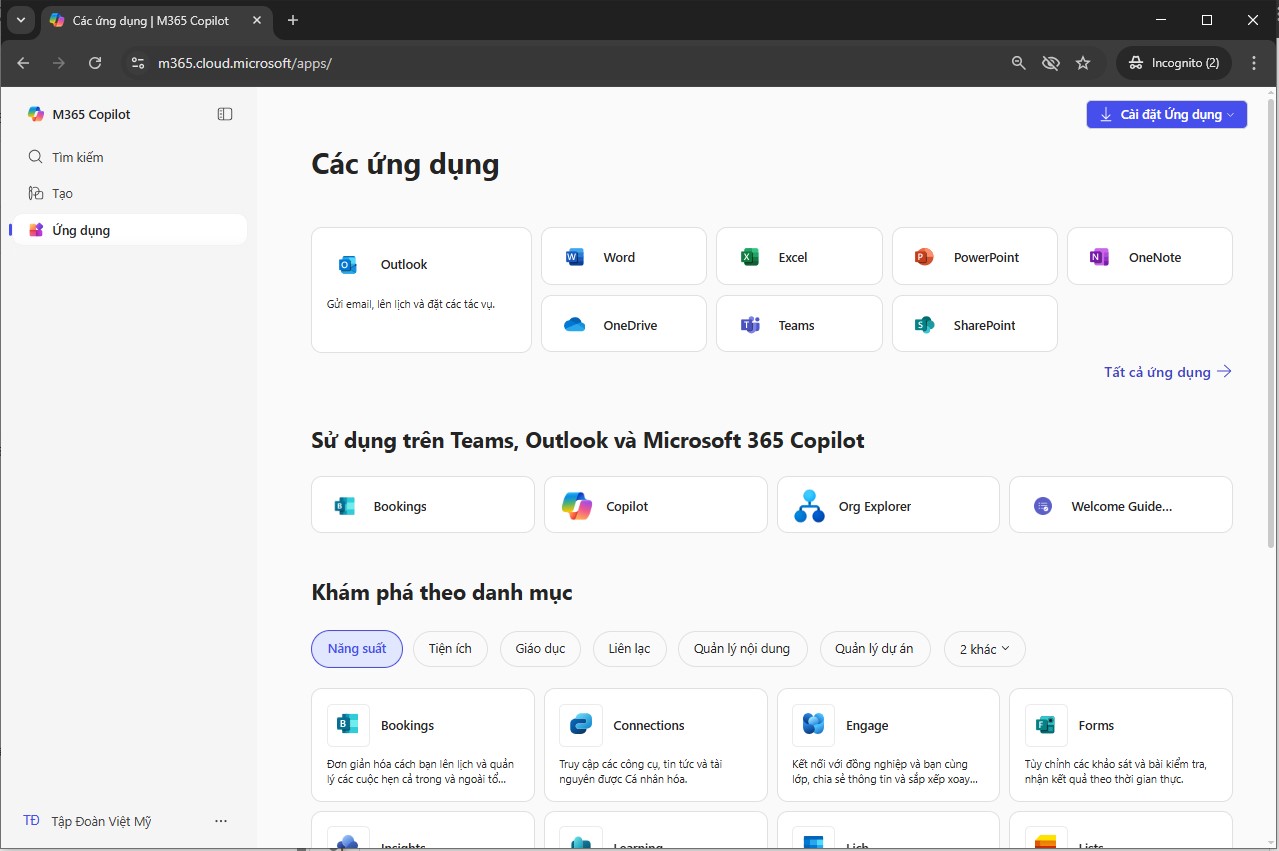 Các ứng dụng | M365 Copilot
m365.cloud.microsoft/apps/
Incognito (2)
M365 Copilot
Tìm kiếm
Tạo
Ứng dụng
Tập Đoàn Việt Mỹ
TĐ
Cài đặt Ứng dụng
Các ứng dụng
Outlook
Gửi email, lên lịch và đặt các tác vụ.
Word
Excel
PowerPoint
OneNote
OneDrive
Teams
SharePoint
Tất cả ứng dụng
Sử dụng trên Teams, Outlook và Microsoft 365 Copilot
Bookings
Copilot
Org Explorer
Welcome Guide...
Khám phá theo danh mục
Năng suất
Tiện ích
Giáo dục
Liên lạc
Quản lý nội dung
Quản lý dự án
2 khác
Bookings
Đơn giản hóa cách bạn lên lịch và quản
lý các cuộc hẹn cả trong và ngoài tổ...
Connections
Truy cập các công cụ, tin tức và tài
nguyên được Cá nhân hóa.
Engage
Kết nối với đồng nghiệp và bạn cùng
lớp, chia sẻ thông tin và sắp xếp xoay...
Forms
Tùy chỉnh các khảo sát và bài kiểm tra,
nhận kết quả theo thời gian thực.
Insights
Learning
Lịch
Lists